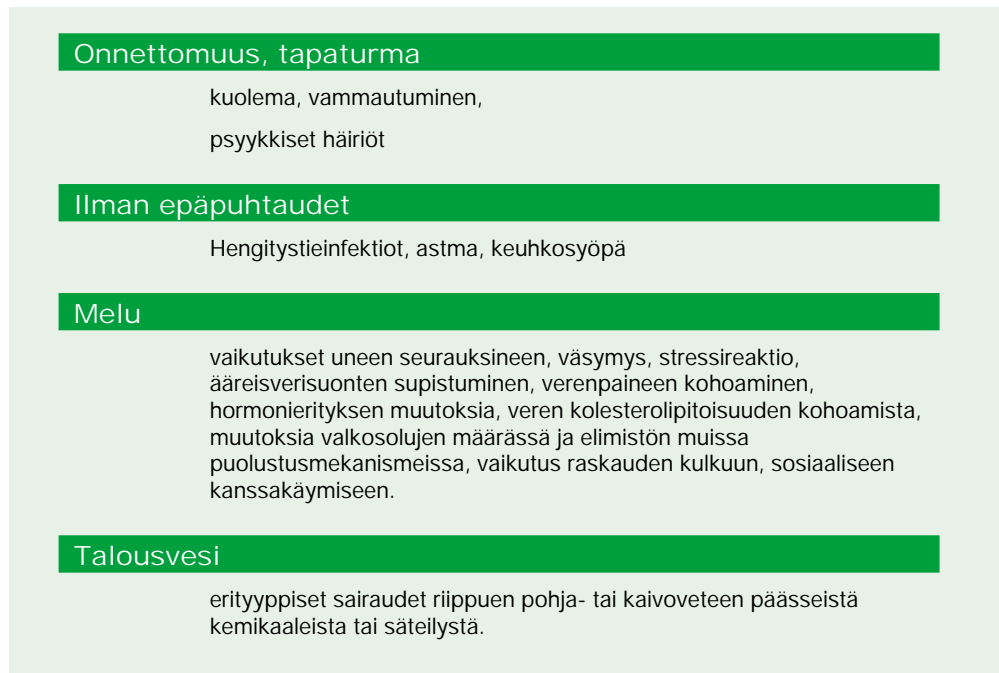 Onnettomuus, tapaturma
kuolema, vammautuminen,
psyykkiset häiriöt
Ilman epäpuhtaudet
Hengitystieinfektiot, astma, keuhkosyöpä
Melu
vaikutukset uneen seurauksineen, väsymys, stressireaktio,
ääreisverisuonten supistuminen, verenpaineen kohoaminen,
hormonierityksen muutoksia, veren kolesterolipitoisuuden kohoamista,
muutoksia valkosolujen määrässä ja elimistön muissa
puolustusmekanismeissa, vaikutus raskauden kulkuun, sosiaaliseen
kanssakäymiseen.
Talousvesi
erityyppiset sairaudet riippuen pohja- tai kaivoveteen päässeistä
kemikaaleista tai säteilystä.